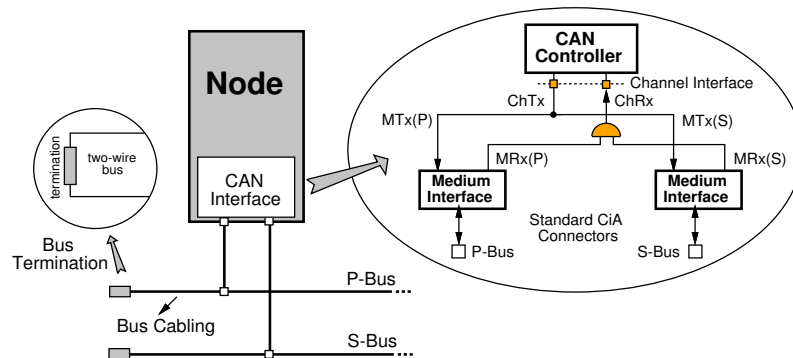 Node
CAN
Interface
termination
two-wire
bus
Bus
Termination
Bus Cabling
P-Bus
S-Bus
CAN
Controller
Channel Interface
ChTx
ChRx
MTx(P)
MTx(S)
MRx(P)
MRx(S)
Medium
Interface
Medium
Interface
Standard CiA
Connectors
P-Bus
S-Bus